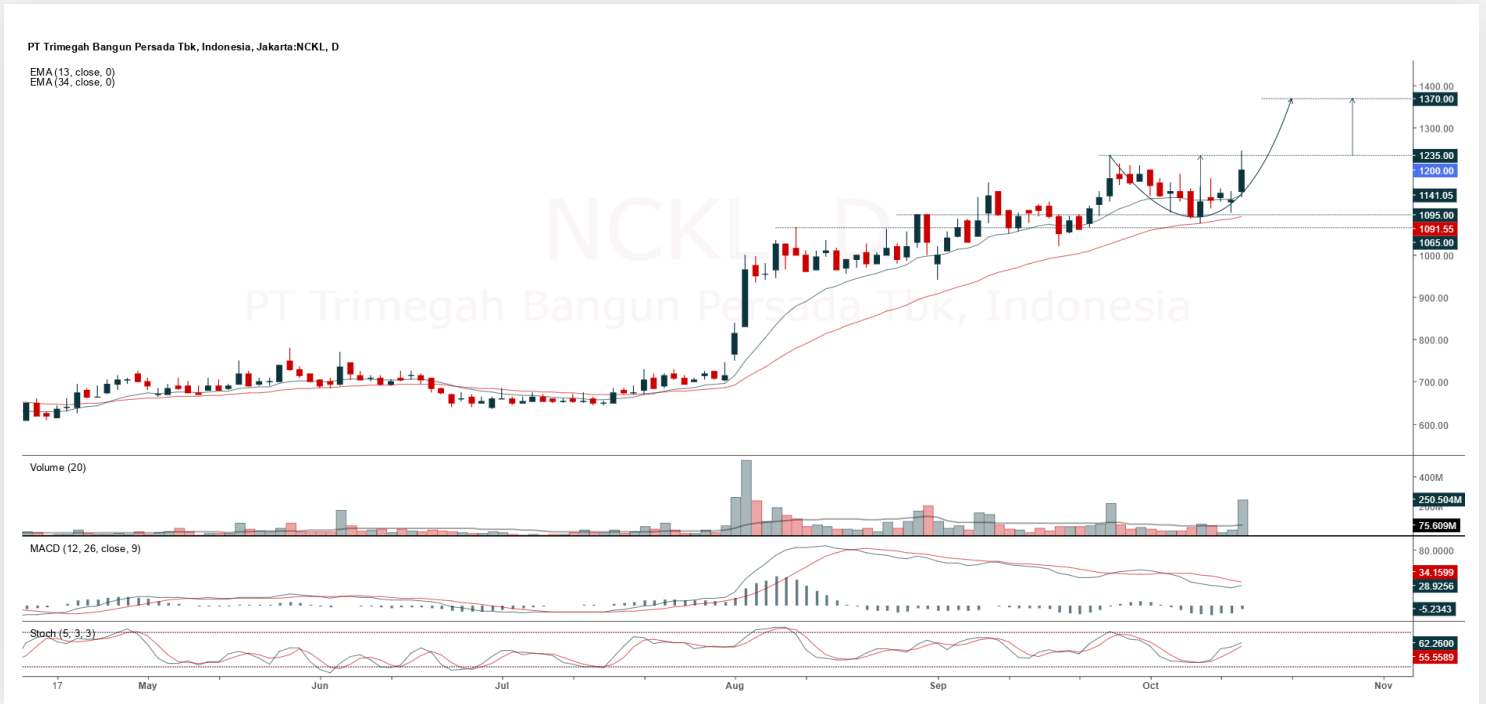 PT Trimegah Bangun Persada Tbk, Indonesia, Jakarta:NCKL, D
EMA (13, close, 0)
EMA (34, close, 0)
NCKL, D
PT Trimegah Bangun Persada Tbk, Indonesia
1400.00
1370.00
1300.00
1235.00
1200.00
1141.05
1095.00
1091.55
1065.00
1000.00
900.00
800.00
700.00
600.00
Volume (20)
400M
250.504M
200M
75.609M
MACD (12, 26, close, 9)
80.0000
34.1599
28.9256
-5.2343
Stoch (5, 3, 3)
62.2600
55.5589
17 May Jun Jul Aug Sep Oct Nov